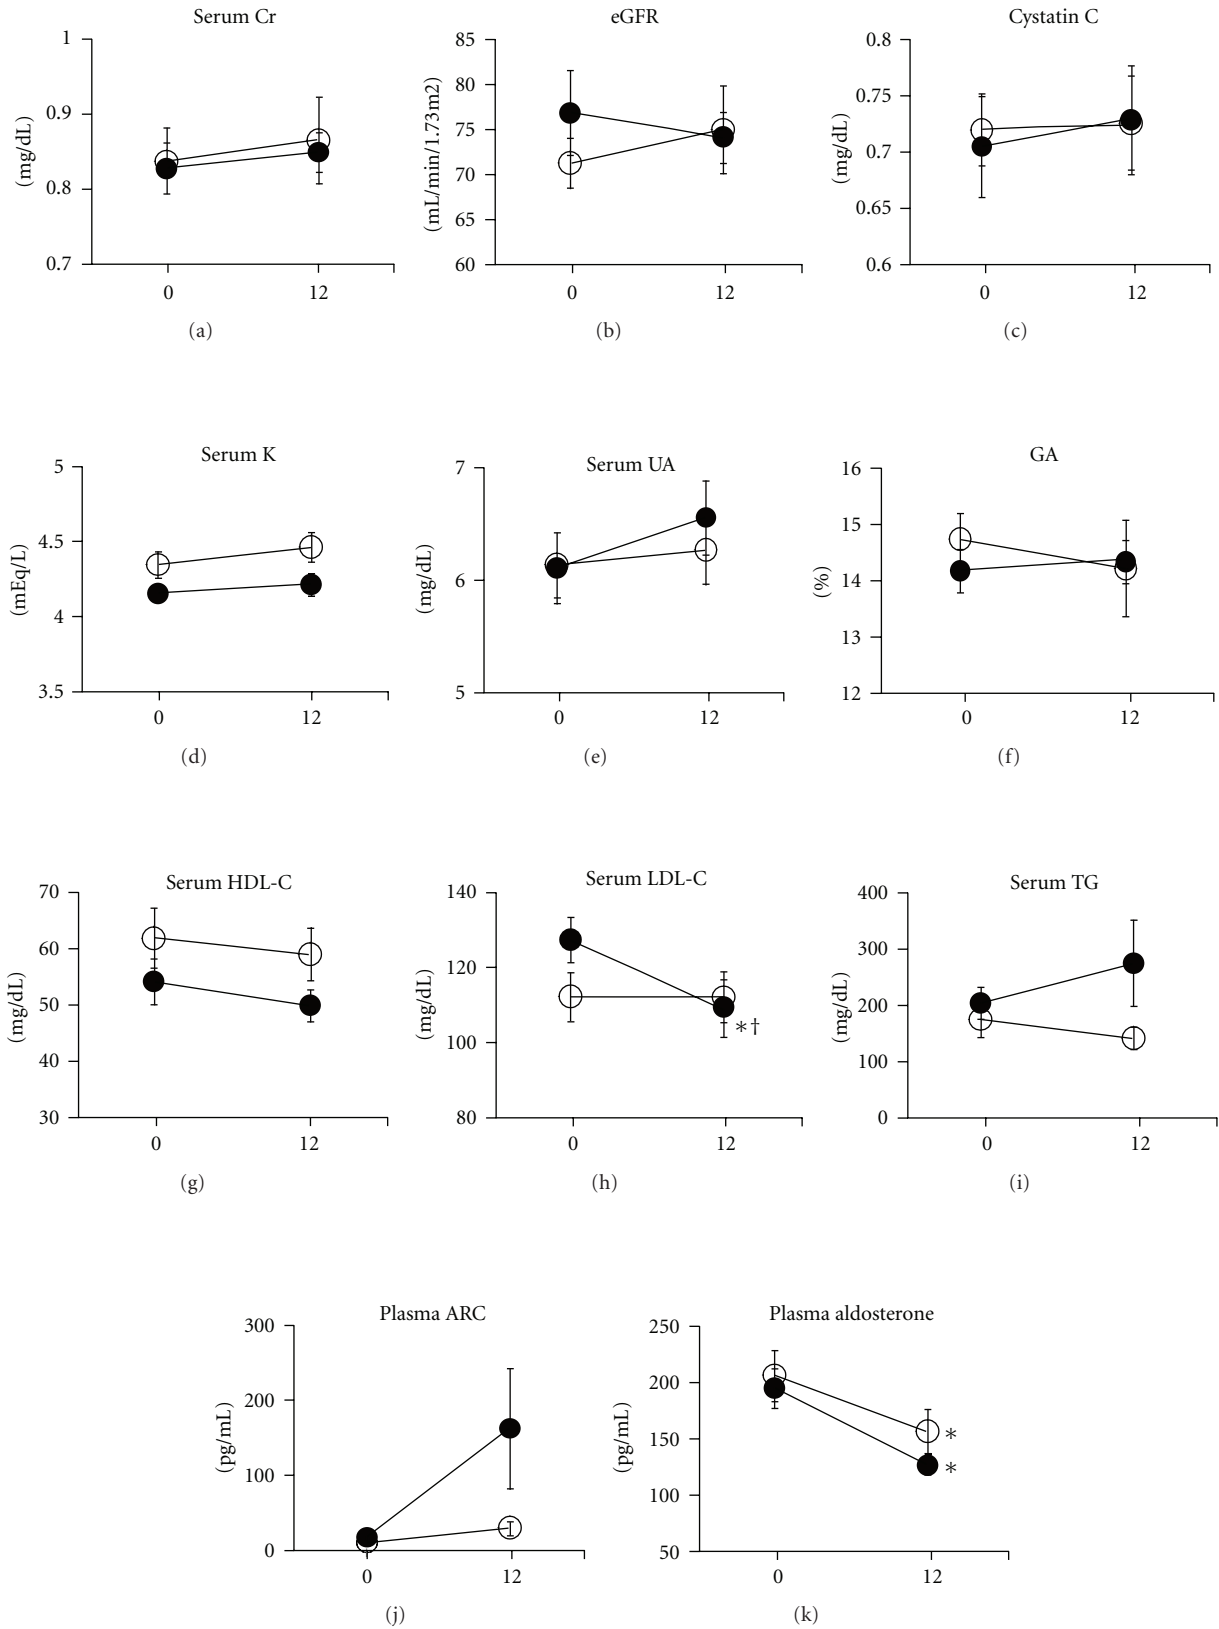 Serum Cr
1
0.9
0.8
0.7
(mg/dL)
0
12
(a)
eGFR
85
80
75
70
65
60
(mL/min/1.73m2)
0
12
(b)
Cystatin C
0.8
0.75
0.7
0.65
0.6
(mg/dL)
0
12
(c)
Serum K
5
4.5
4
3.5
(mEq/L)
0
12
(d)
Serum UA
7
6
5
(mg/dL)
0
12
(e)
GA
16
15
14
13
12
(%)
0
12
(f)
Serum HDL-C
70
60
50
40
30
(mg/dL)
0
12
(g)
Serum LDL-C
140
120
100
80
(mg/dL)
∗†
0
12
(h)
Serum TG
400
300
200
100
0
(mg/dL)
0
12
(i)
Plasma ARC
300
200
100
0
(pg/mL)
0
12
(j)
Plasma aldosterone
250
200
150
100
50
(pg/mL)
∗
∗
0
12
(k)